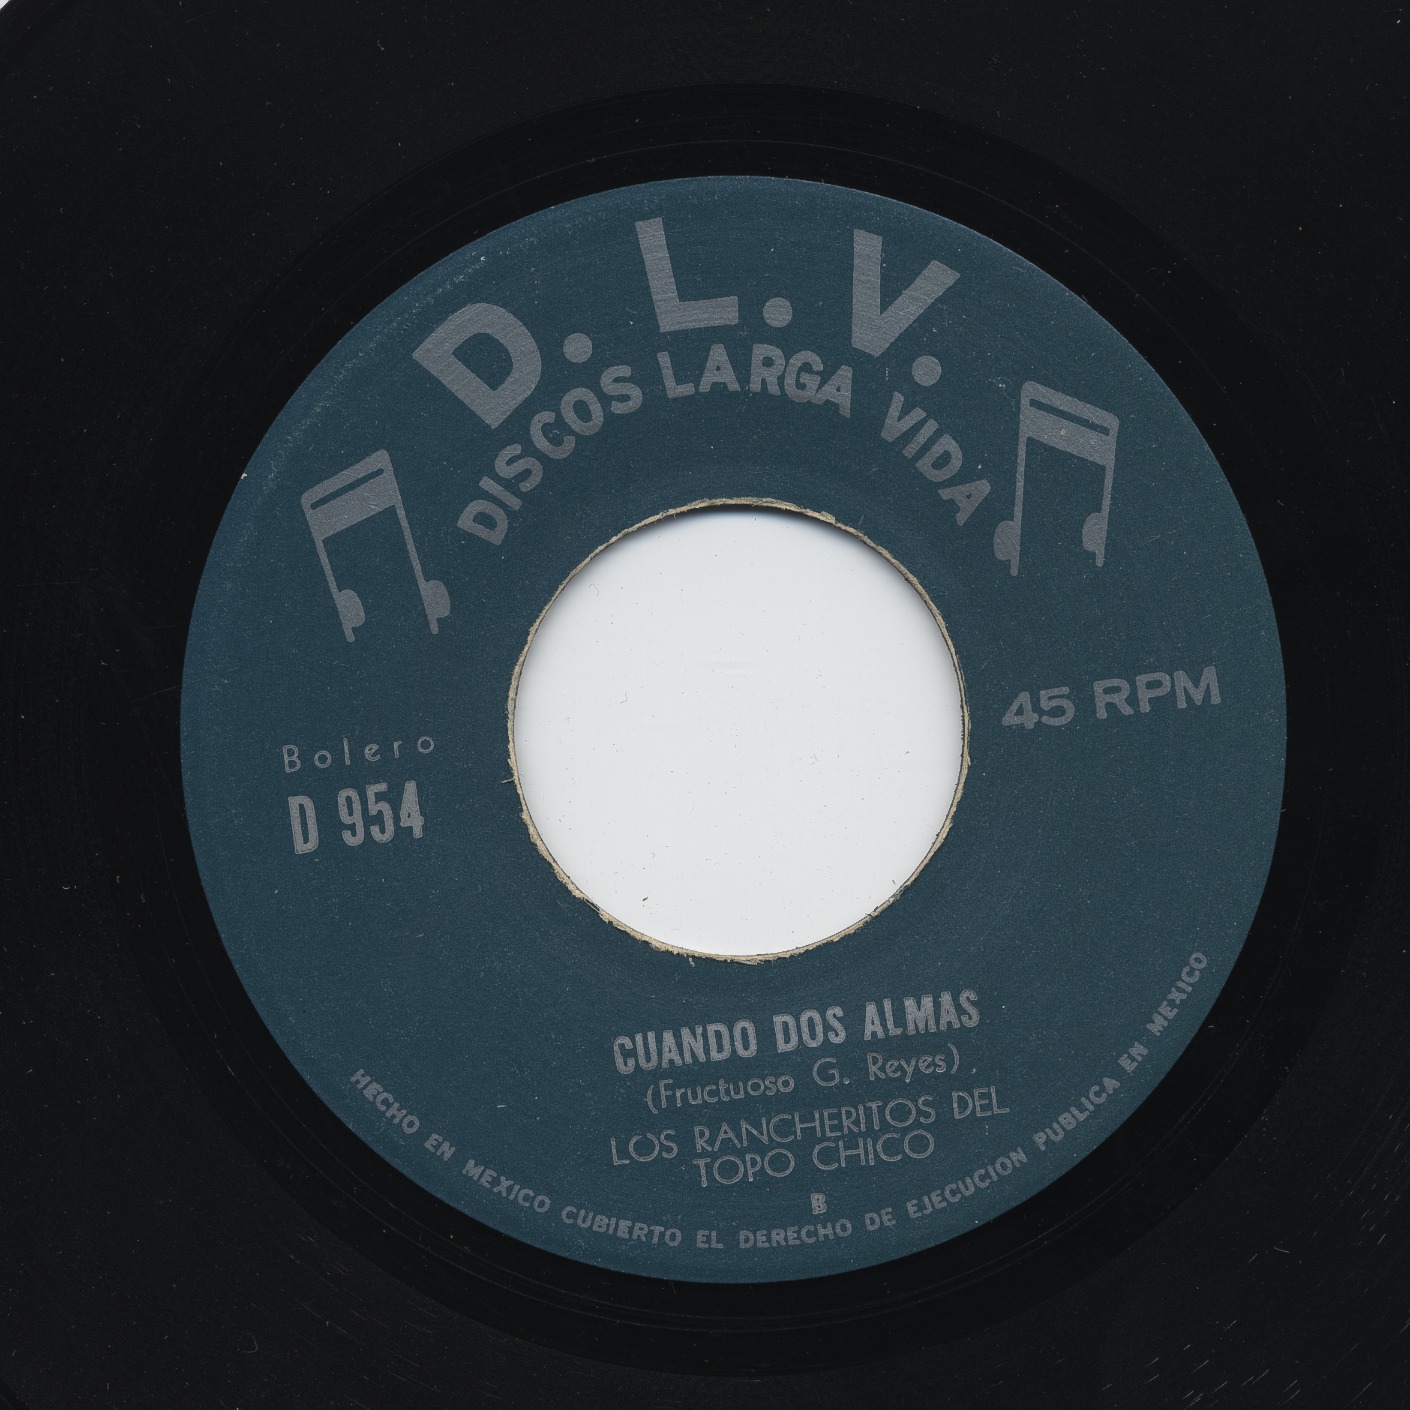 D. L. V.
DISCOS LARGA VIDA
45 RPM
Bolero
D 954
CUANDO DOS ALMAS
(Fructuoso G. Reyes)
LOS RANCHERITOS DEL
TOPO CHICO
B
HECHO EN MEXICO CUBIERTO EL DERECHO DE EJECUCION PUBLICA EN MEXICO